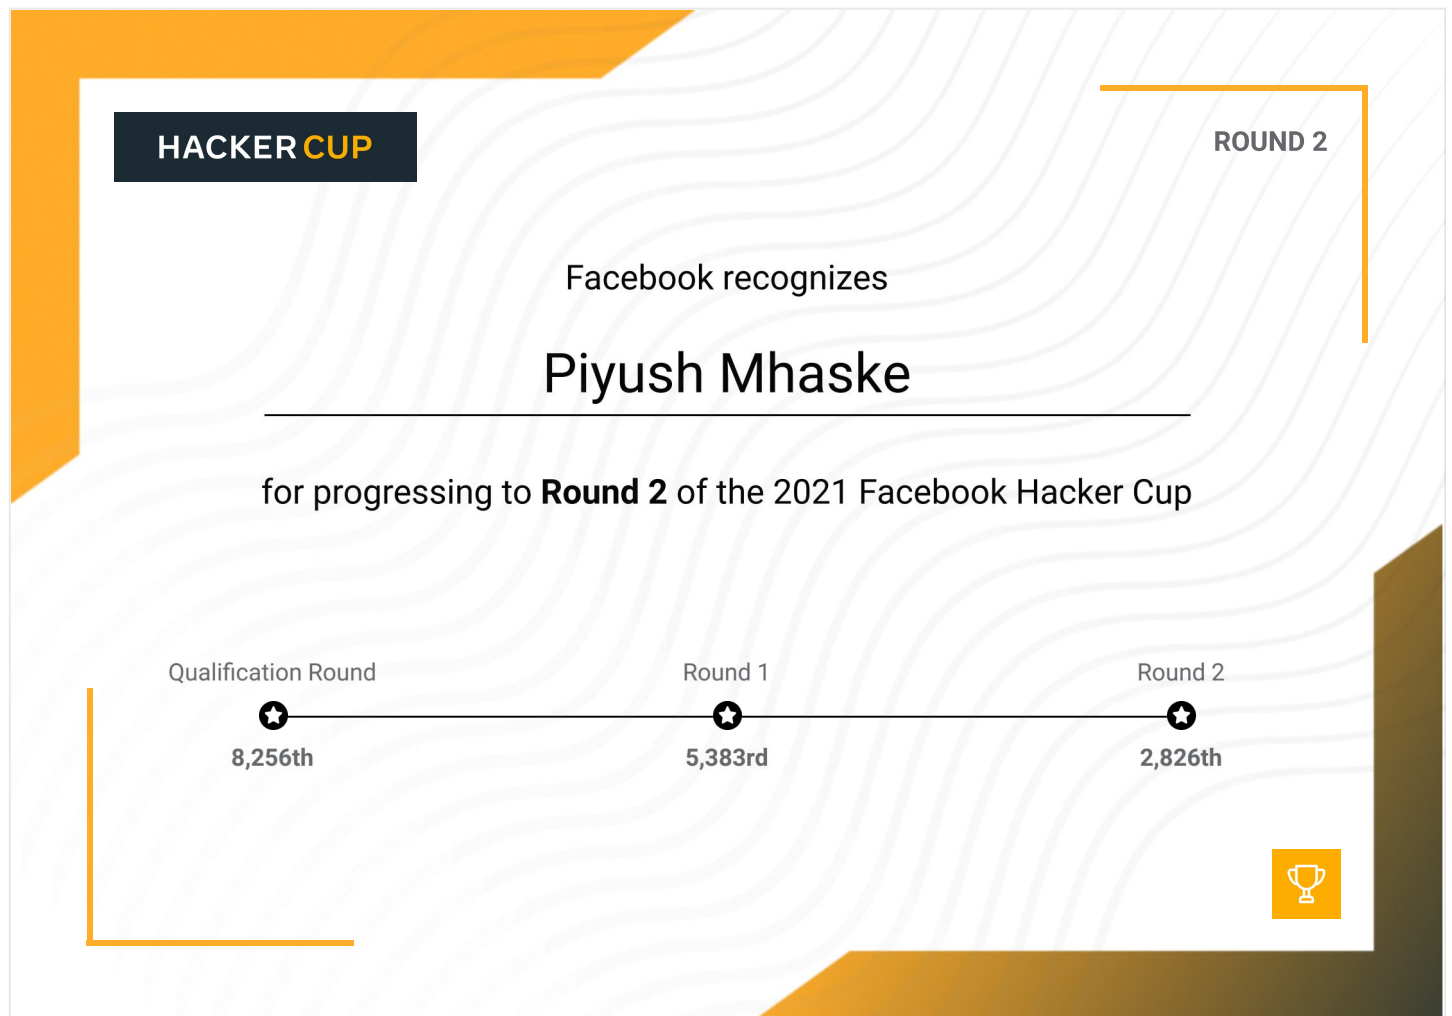 HACKER CUP
ROUND 2
Facebook recognizes
Piyush Mhaske
for progressing to Round 2 of the 2021 Facebook Hacker Cup
Qualification Round
Round 1
Round 2
8,256th
5,383rd
2,826th